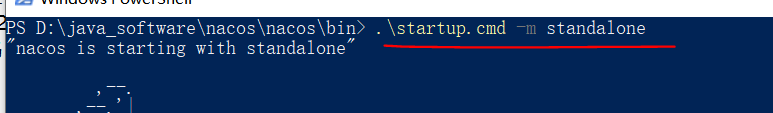 Windows PowerShell
PS D:\java_software\nacos\nacos\bin> .\startup.cmd -m standalone
"nacos is starting with standalone"